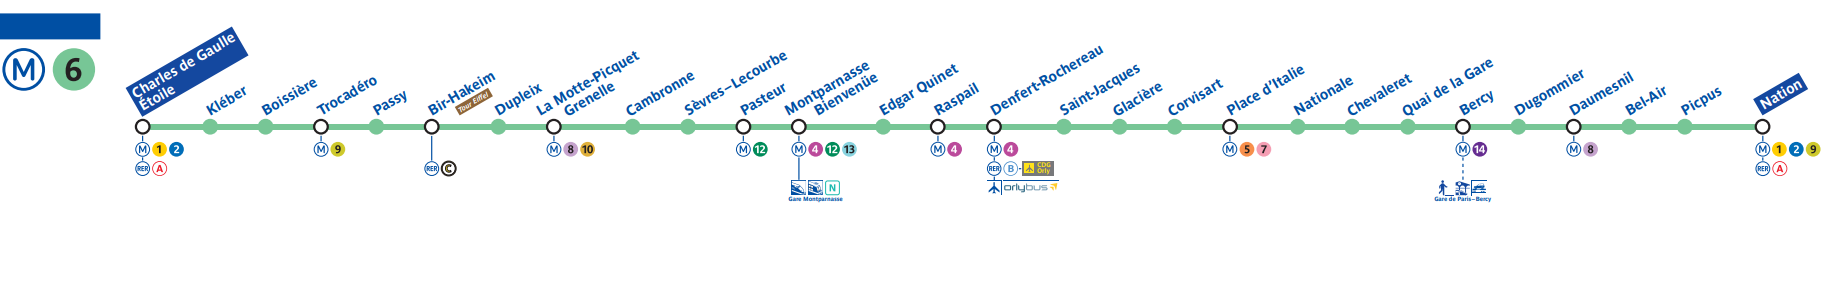 M 6
Charles de Gaulle
Étoile
Kléber
Boissière
Trocadéro
Passy
Bir-Hakeim
Tour Eiffel
Dupleix
La Motte-Picquet
Grenelle
Cambronne
Sèvres–Lecourbe
Pasteur
Montparnasse
Bienvenüe
Edgar Quinet
Raspail
Denfert-Rochereau
Saint-Jacques
Glacière
Corvisart
Place d'Italie
Nationale
Chevaleret
Quai de la Gare
Bercy
Dugommier
Daumesnil
Bel-Air
Picpus
Nation
M 1 2
RER A
M 9
RER C
M 8 10
M 12
M 4 12 13
N
Gare Montparnasse
M 4
M 4
RER B - CDG
Orly
orlybus
M 5 7
M 14
Gare de Paris–Bercy
M 8
M 1 2 9
RER A